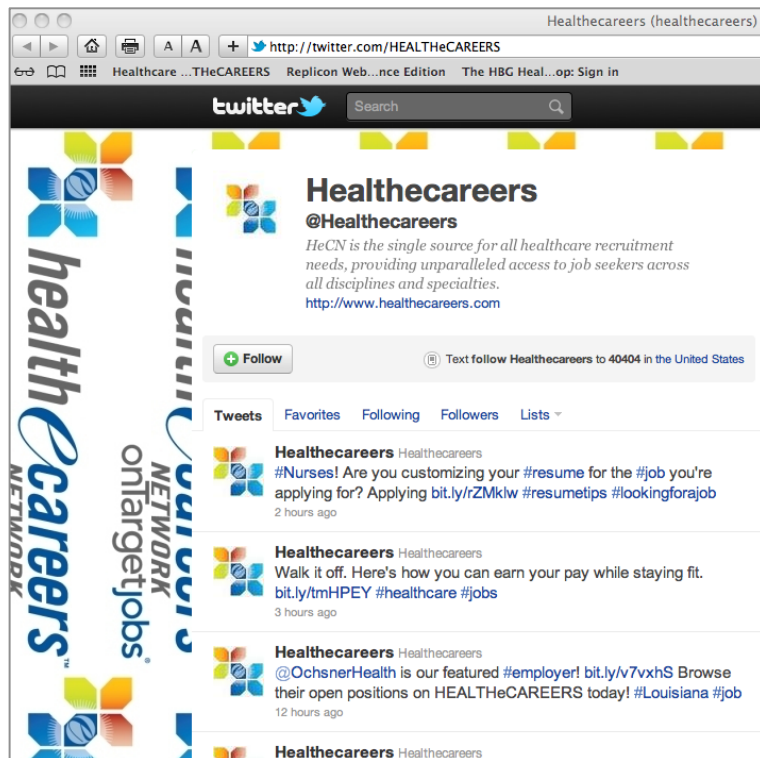 Healthecareers (healthecareers)
A A + http://twitter.com/HEALTHeCAREERS
Healthcare ...THeCAREERS Replicon Web...nce Edition The HBG Heal...op: Sign in
twitter Search
Healthecareers
@Healthecareers
HeCN is the single source for all healthcare recruitment
needs, providing unparalleled access to job seekers across
all disciplines and specialties.
http://www.healthecareers.com
Follow Text follow Healthecareers to 40404 in the United States
Tweets Favorites Following Followers Lists
Healthecareers Healthecareers
#Nurses! Are you customizing your #resume for the #job you're
applying for? Applying bit.ly/rZMklw #resumetips #lookingforajob
2 hours ago
Healthecareers Healthecareers
Walk it off. Here's how you can earn your pay while staying fit.
bit.ly/tmHPEY #healthcare #jobs
3 hours ago
Healthecareers Healthecareers
@OchsnerHealth is our featured #employer! bit.ly/v7vxhS Browse
their open positions on HEALTHeCAREERS today! #Louisiana #job
12 hours ago
Healthecareers Healthecareers
healthecareers™
NETWORK
onTargetjobs®
NETWORK